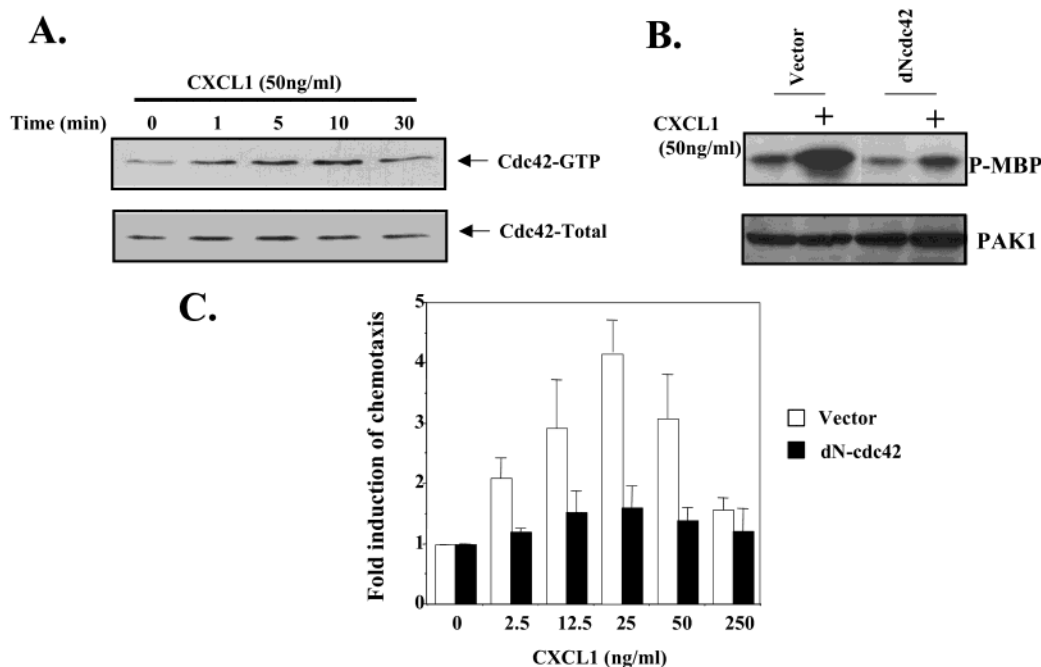 A.
CXCL1 (50ng/ml)
Time (min) 0 1 5 10 30
Cdc42-GTP
Cdc42-Total
B.
Vector
dNcdc42
CXCL1 + +
(50ng/ml)
P-MBP
PAK1
C.
Fold induction of chemotaxis
5
4
3
2
1
0
0 2.5 12.5 25 50 250
CXCL1 (ng/ml)
Vector
dN-cdc42